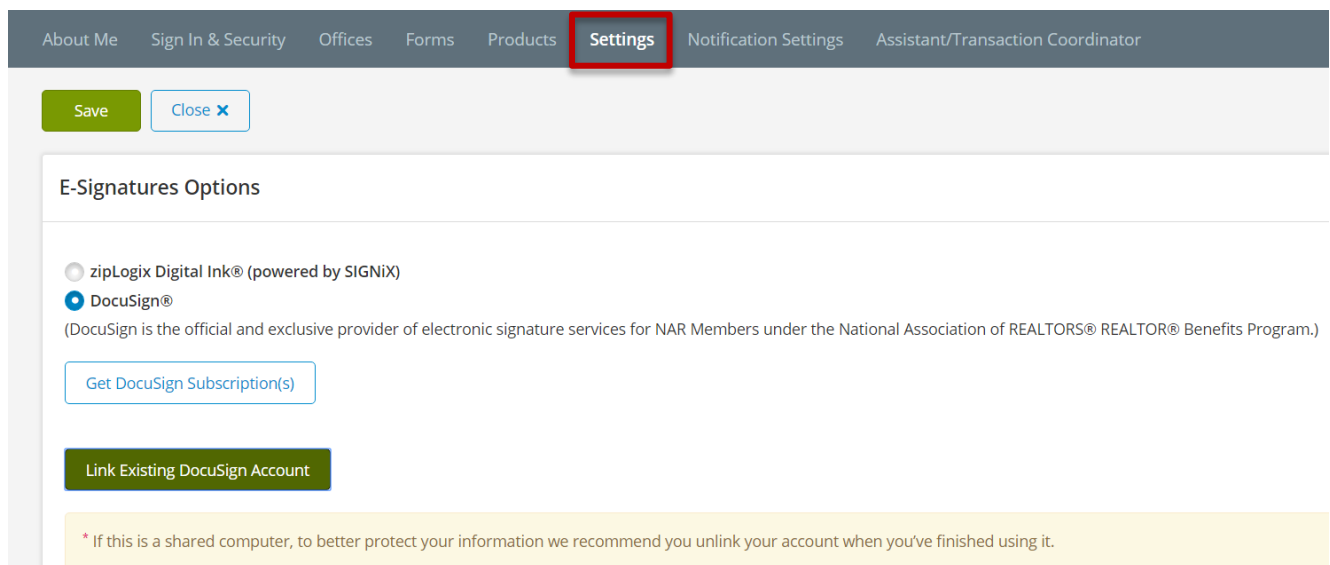 About Me Sign In & Security Offices Forms Products Settings Notification Settings Assistant/Transaction Coordinator
Save Close ×
E-Signatures Options
zipLogix Digital Ink® (powered by SIGNiX)
DocuSign®
(DocuSign is the official and exclusive provider of electronic signature services for NAR Members under the National Association of REALTORS® REALTOR® Benefits Program.)
Get DocuSign Subscription(s)
Link Existing DocuSign Account
* If this is a shared computer, to better protect your information we recommend you unlink your account when you’ve finished using it.